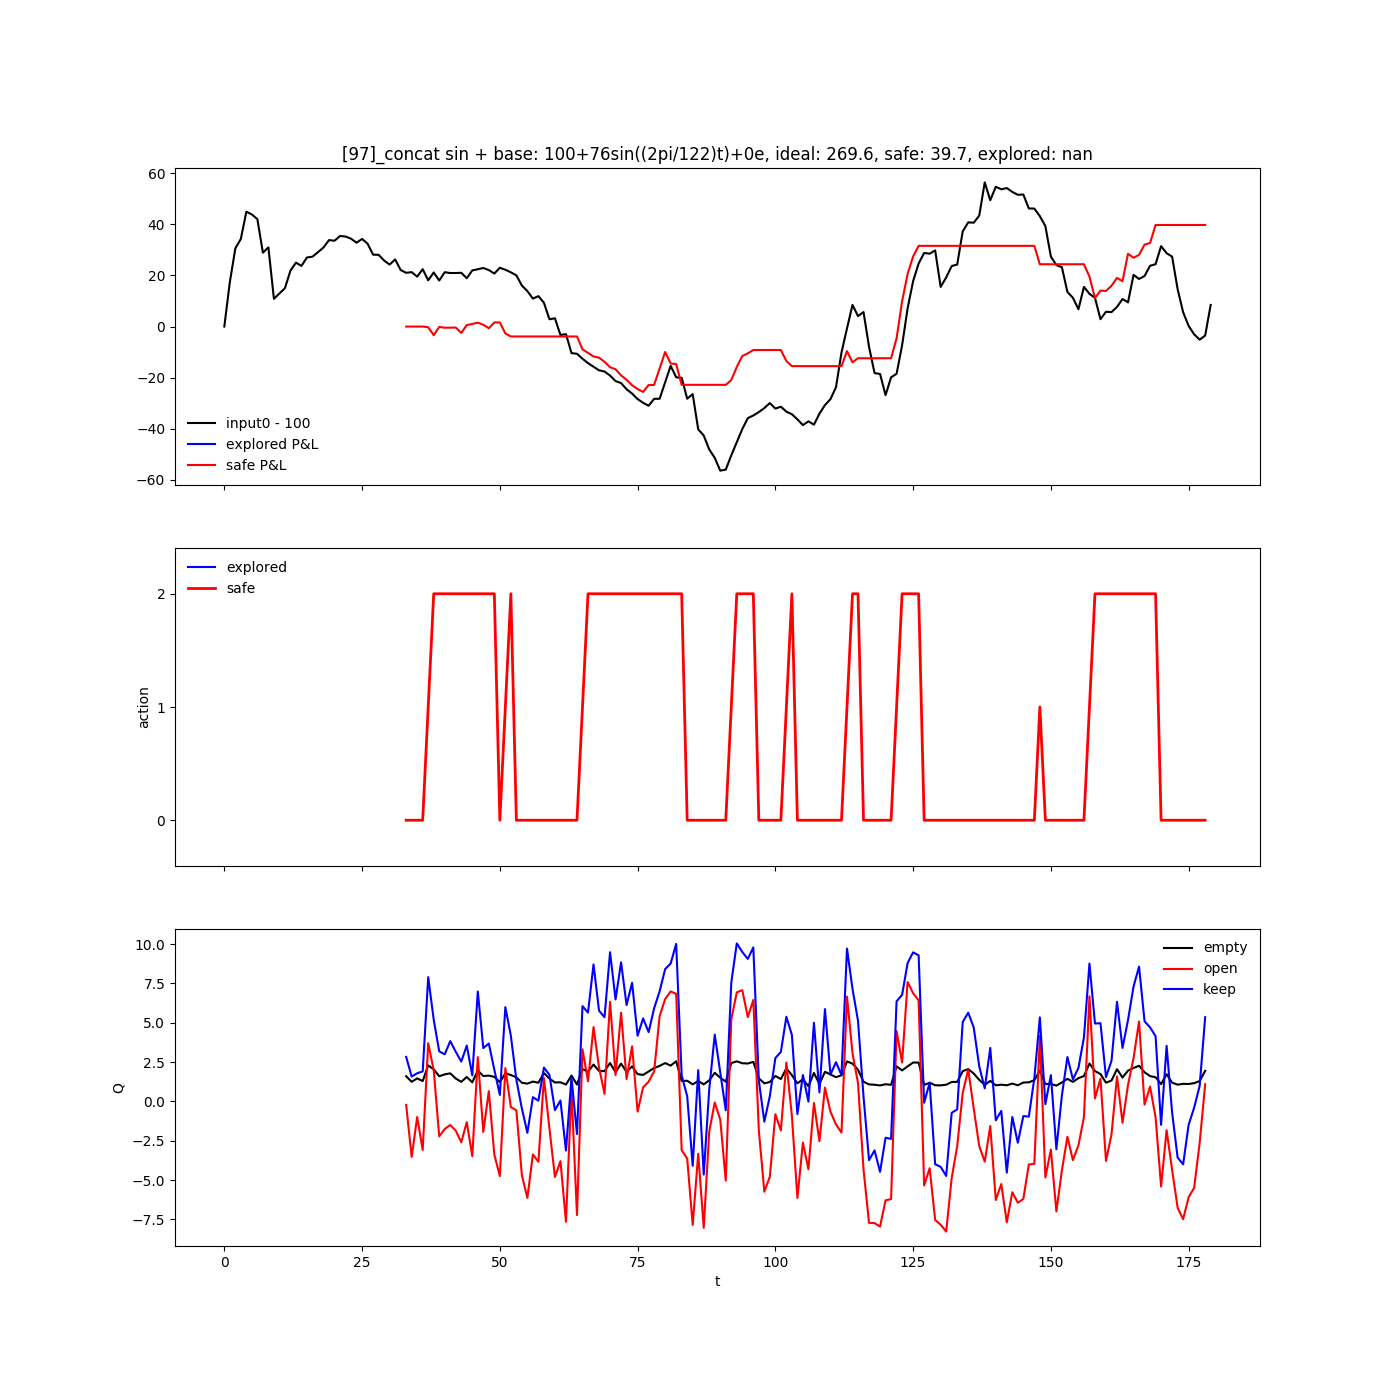 [97]_concat sin + base: 100+76sin((2pi/122)t)+0e, ideal: 269.6, safe: 39.7, explored: nan
60
40
20
0
−20
−40
−60
input0 - 100
explored P&L
safe P&L
explored
safe
2
1
0
action
empty
open
keep
10.0
7.5
5.0
2.5
0.0
−2.5
−5.0
−7.5
Q
0 25 50 75 100 125 150 175
t